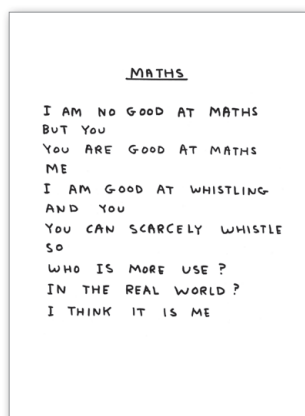 MATHS
I AM NO GOOD AT MATHS
BUT YOU
YOU ARE GOOD AT MATHS
ME
I AM GOOD AT WHISTLING
AND YOU
YOU CAN SCARCELY WHISTLE
SO
WHO IS MORE USE?
IN THE REAL WORLD?
I THINK IT IS ME